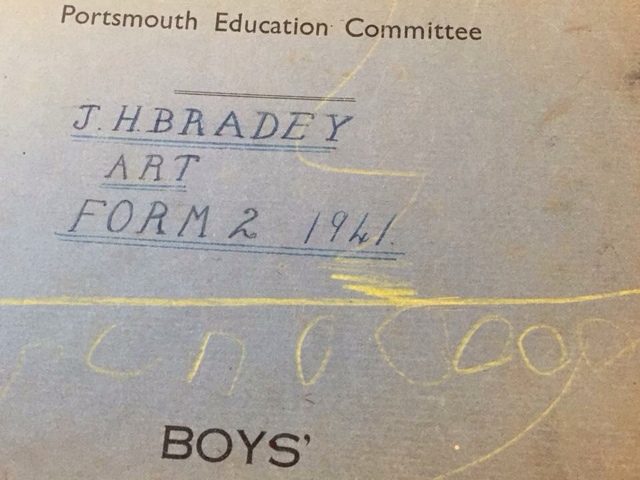 Portsmouth Education Committee
J.H.BRADEY
ART
FORM 2 1941.
BOYS'